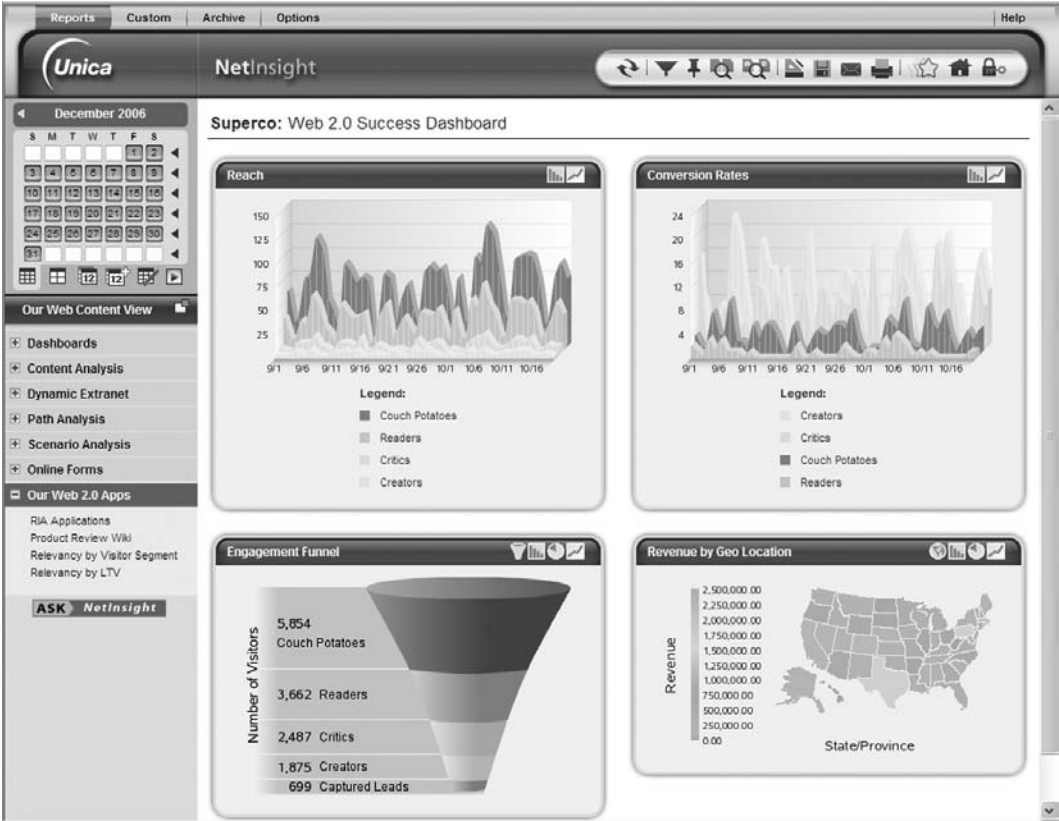 Reports Custom Archive Options Help
Unica NetInsight
December 2006
S M T W T F S
1 2
3 4 5 6 7 8 9
10 11 12 13 14 15 16
17 18 19 20 21 22 23
24 25 26 27 28 29 30
31
12 12
Our Web Content View
Dashboards
Content Analysis
Dynamic Extranet
Path Analysis
Scenario Analysis
Online Forms
Our Web 2.0 Apps
RIA Applications
Product Review Wiki
Relevancy by Visitor Segment
Relevancy by LTV
ASK NetInsight
Superco: Web 2.0 Success Dashboard
Reach
150
125
100
75
50
25
9/1 9/6 9/11 9/16 9/21 9/26 10/1 10/6 10/11 10/16
Legend:
Couch Potatoes
Readers
Critics
Creators
Conversion Rates
24
20
16
12
8
4
9/1 9/6 9/11 9/16 9/21 9/26 10/1 10/6 10/11 10/16
Legend:
Creators
Critics
Couch Potatoes
Readers
Engagement Funnel
Number of Visitors
5,854
Couch Potatoes
3,662 Readers
2,487 Critics
1,875 Creators
699 Captured Leads
Revenue by Geo Location
Revenue
2,500,000.00
2,250,000.00
2,000,000.00
1,750,000.00
1,500,000.00
1,250,000.00
1,000,000.00
750,000.00
500,000.00
250,000.00
0.00
State/Province